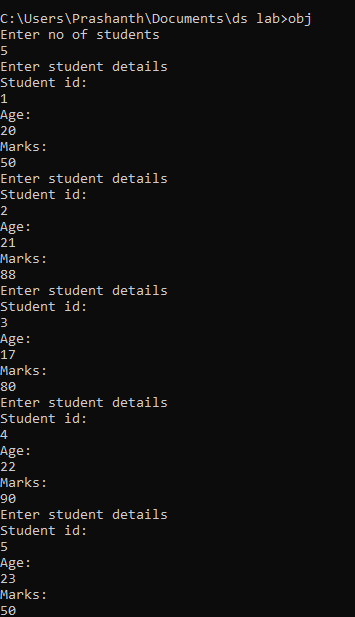 C:\Users\Prashanth\Documents\ds lab>obj
Enter no of students
5
Enter student details
Student id:
1
Age:
20
Marks:
50
Enter student details
Student id:
2
Age:
21
Marks:
88
Enter student details
Student id:
3
Age:
17
Marks:
80
Enter student details
Student id:
4
Age:
22
Marks:
90
Enter student details
Student id:
5
Age:
23
Marks:
50